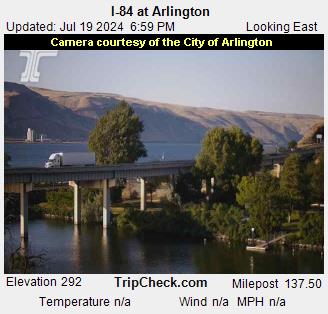 I-84 at Arlington
Updated: Jul 19 2024 6:59 PM Looking East
Camera courtesy of the City of Arlington
Elevation 292 TripCheck.com Milepost 137.50
Temperature n/a Wind n/a MPH n/a